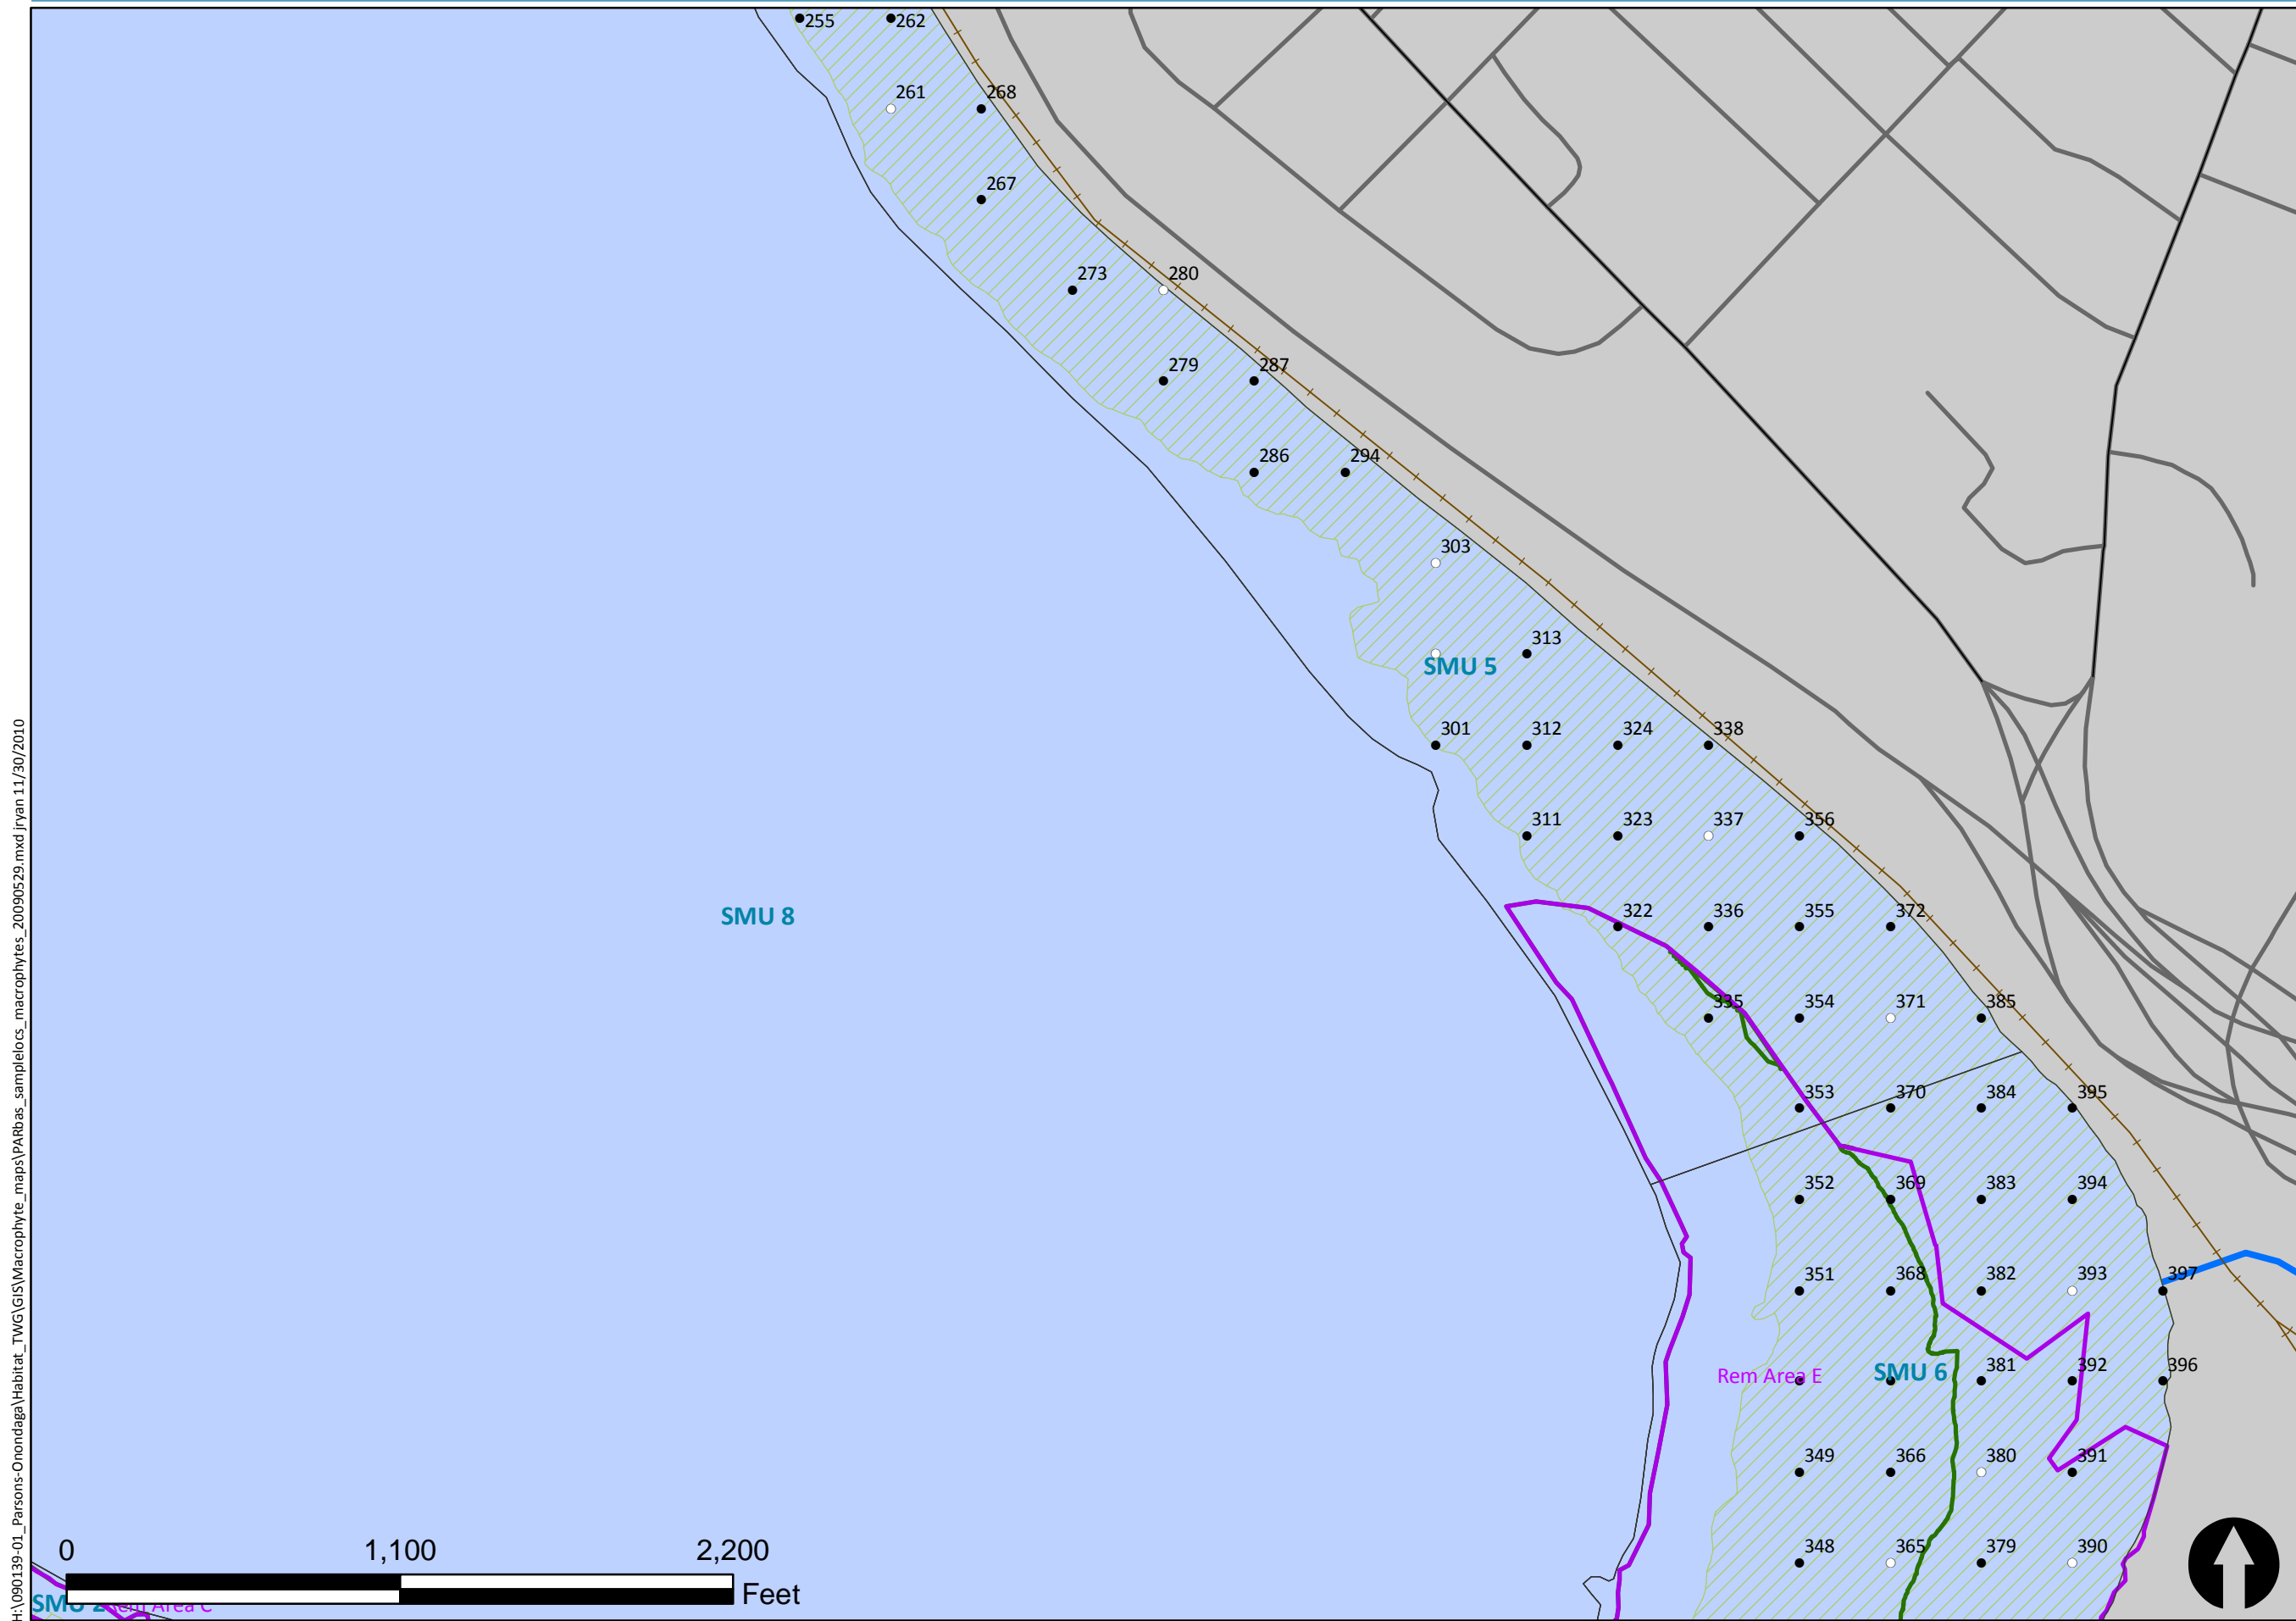 255 262
261 268
267
273 280
279 287
286 294
303
313
SMU 5
301 312 324 338
311 323 337 356
SMU 8
322 336 355 372
335 354 371 385
353 370 384 395
352 369 383 394
351 368 382 393 397
Rem Area E SMU 6 381 392 396
349 366 380 391
348 365 379 390
0 1,100 2,200
Feet
SMU 2 Rem Area C
H:\090139-01_Parsons-Onondaga\Habitat_TWG\GIS\Macrophyte_maps\PARbas_samplelocs_macrophytes_20090529.mxd jryan 11/30/2010